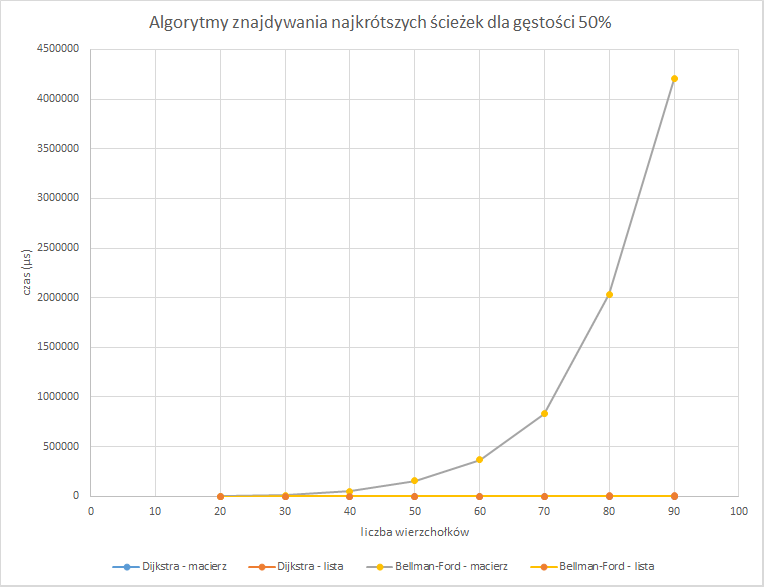 Algorytmy znajdywania najkrótszych ścieżek dla gęstości 50%
4500000
4000000
3500000
3000000
2500000
2000000
1500000
1000000
500000
0
czas (µs)
0 10 20 30 40 50 60 70 80 90 100
liczba wierzchołków
Dijkstra - macierz Dijkstra - lista Bellman-Ford - macierz Bellman-Ford - lista